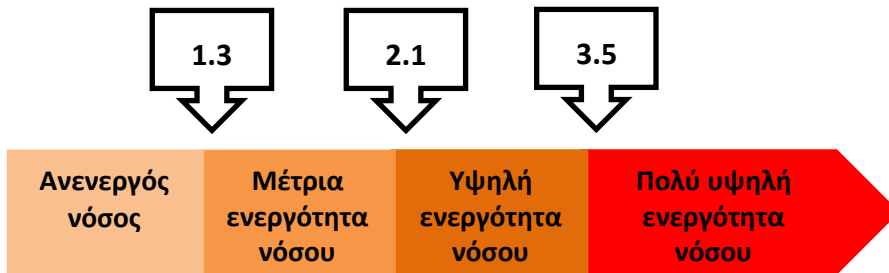 1.3
2.1
3.5
Ανενεργός
νόσος
Μέτρια
ενεργότητα
νόσου
Υψηλή
ενεργότητα
νόσου
Πολύ υψηλή
ενεργότητα
νόσου